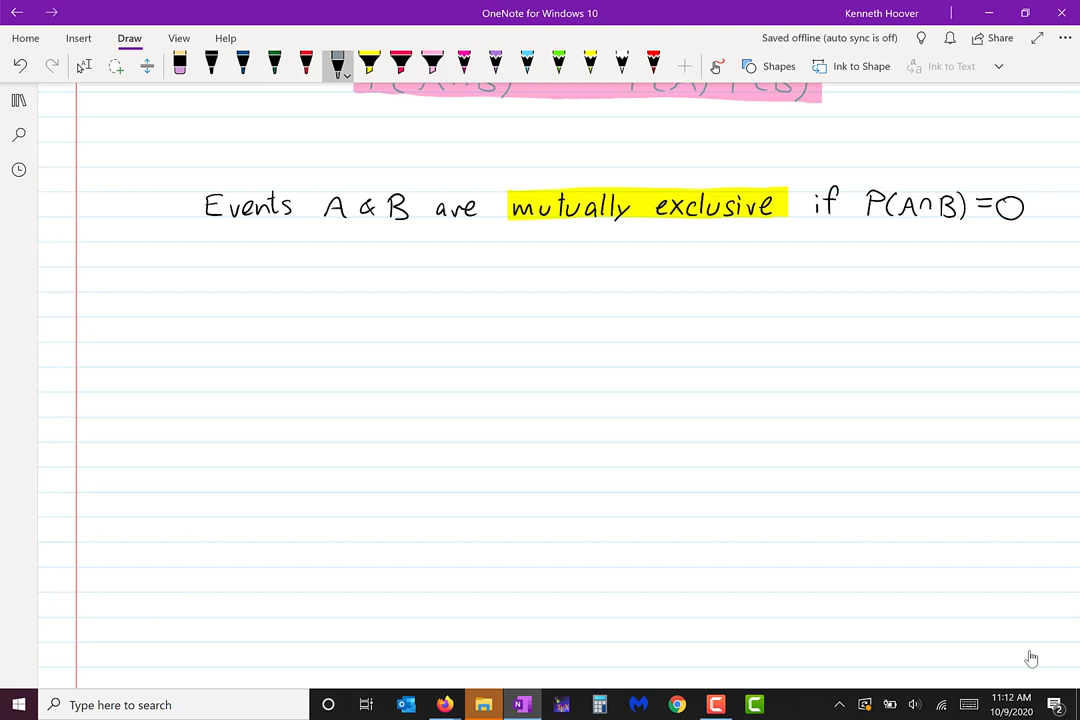 OneNote for Windows 10
Kenneth Hoover
Home Insert Draw View Help
Saved offline (auto sync is off)
Share
Shapes
Ink to Shape
Ink to Text
P(A∩B) P(A) P(B)
Events A & B are mutually exclusive if P(A∩B) = 0
Type here to search
11:12 AM
10/9/2020
2